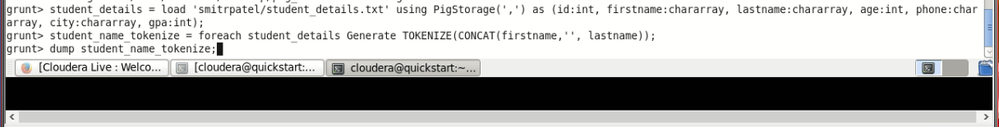 grunt> student_details = load 'smitrpatel/student_details.txt' using PigStorage(',') as (id:int, firstname:chararray, lastname:chararray, age:int, phone:char
array, city:chararray, gpa:int);
grunt> student_name_tokenize = foreach student_details Generate TOKENIZE(CONCAT(firstname,'', lastname));
grunt> dump student_name_tokenize;
[Cloudera Live : Welco... [cloudera@quickstart:... cloudera@quickstart:~...